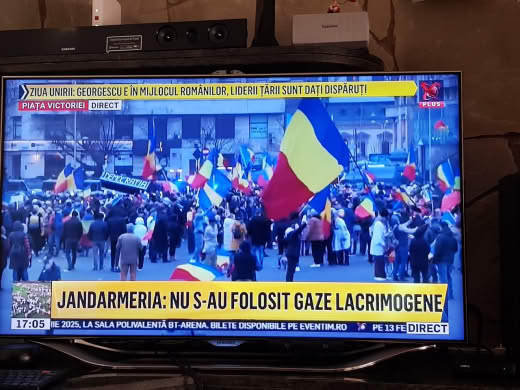 SAMSUNG
ZIUA UNIRII: GEORGESCU E ÎN MIJLOCUL ROMÂNILOR, LIDERII ȚĂRII SUNT DAȚI DISPĂRUȚI
PIAȚA VICTORIEI DIRECT
PLUS
JANDARMERIA: NU S-AU FOLOSIT GAZE LACRIMOGENE
17:05 IE 2025, LA SALA POLIVALENTĂ BT-ARENA. BILETE DISPONIBILE PE EVENTIM.RO PE 13 FE DIRECT